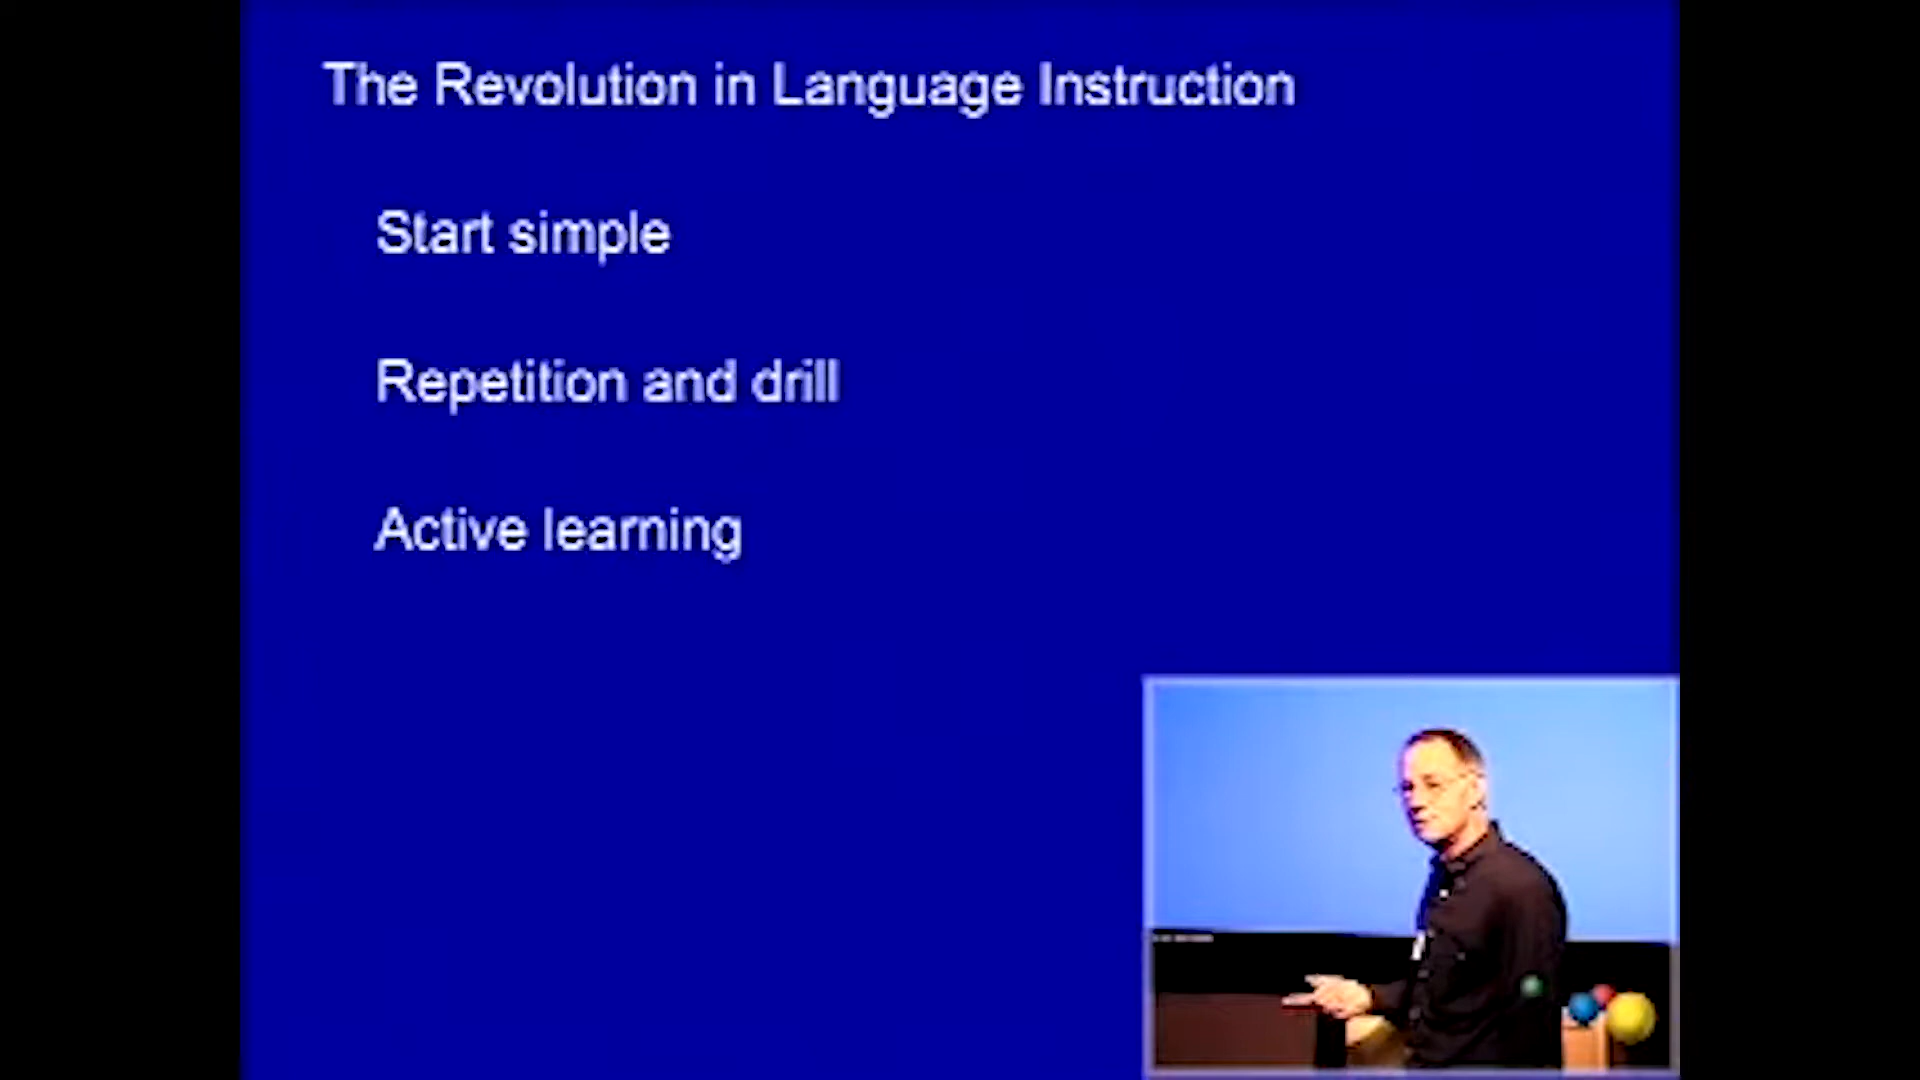 The Revolution in Language Instruction
Start simple
Repetition and drill
Active learning